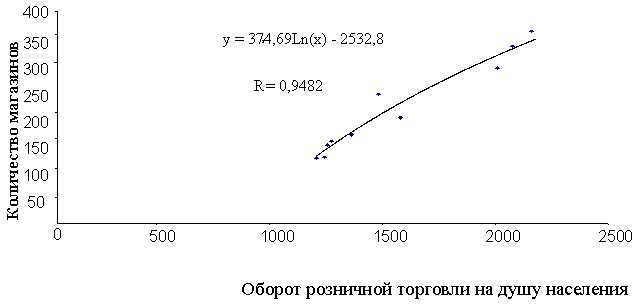 Количество магазинов
400
350
300
250
200
150
100
50
y = 374,69Ln(x) - 2532,8
R = 0,9482
0 500 1000 1500 2000 2500
Оборот розничной торговли на душу населения